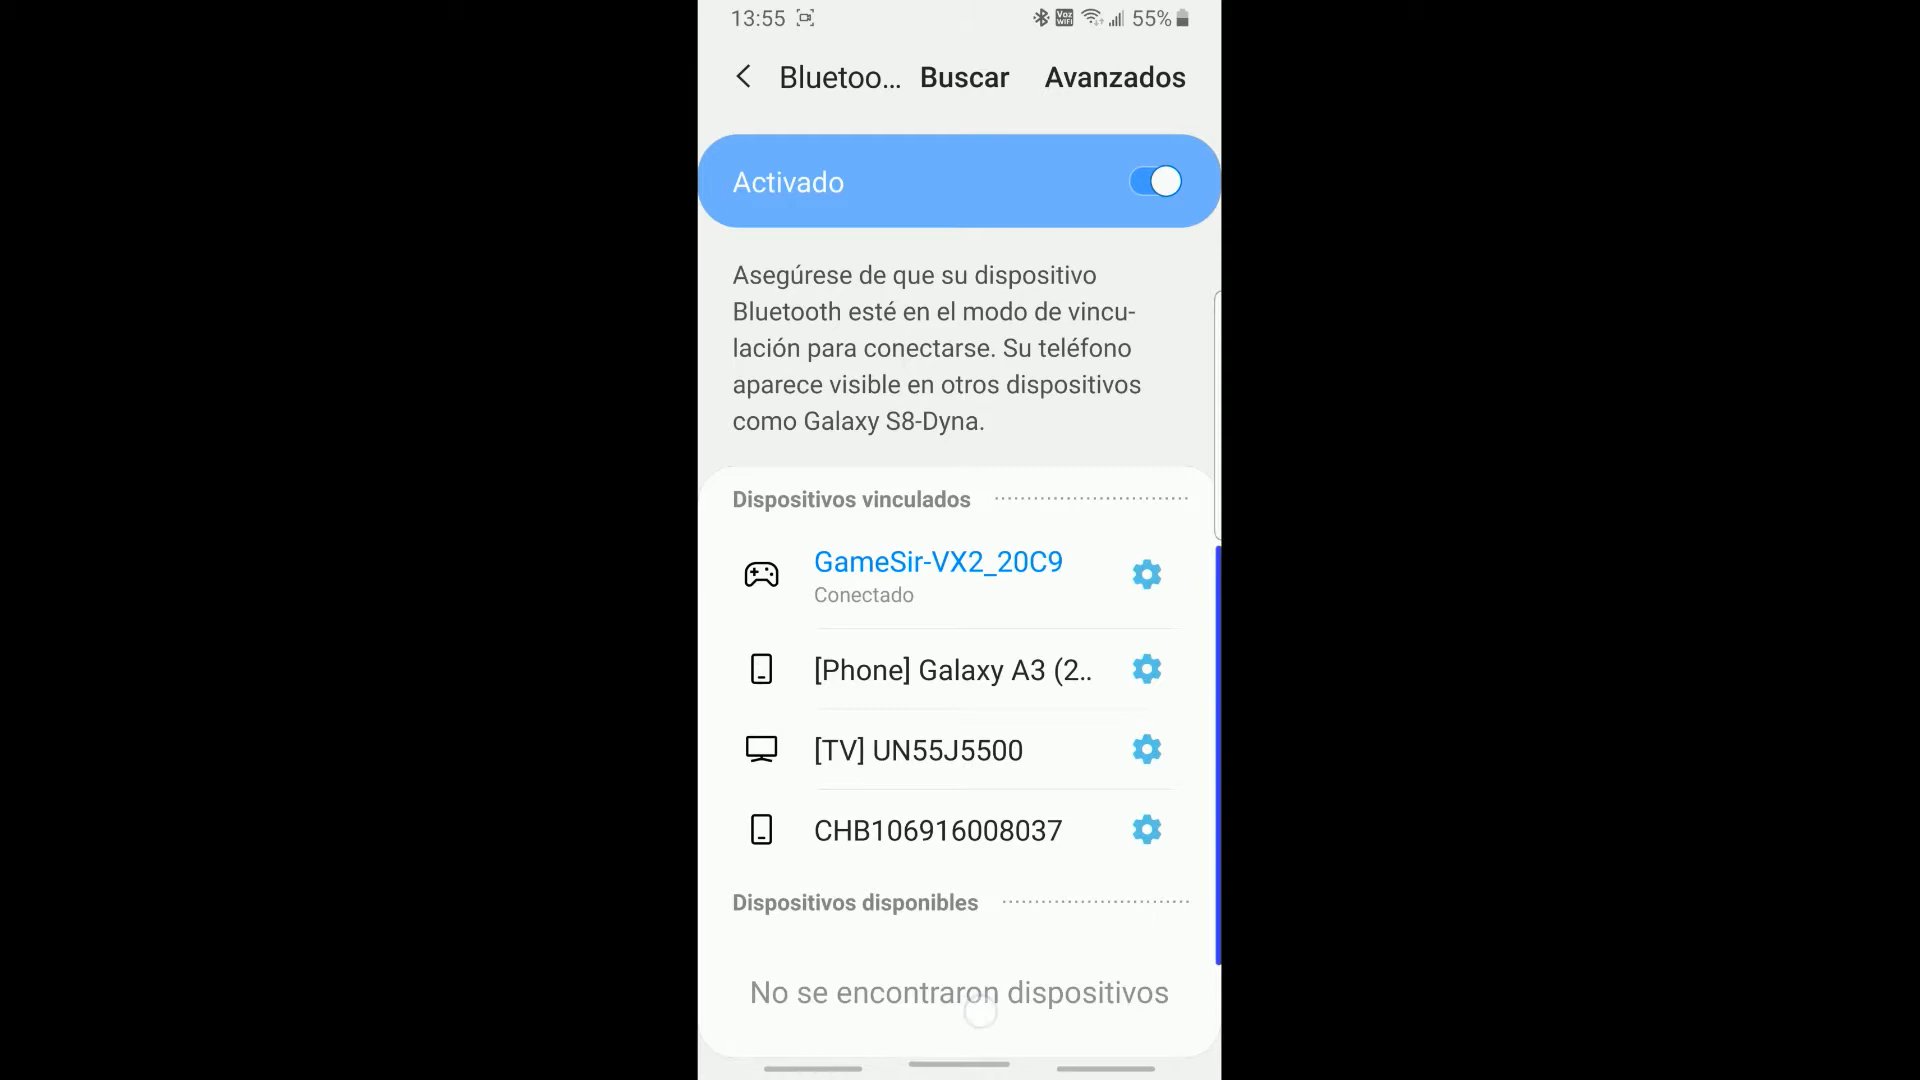 13:55 Voz WiFi 55%
Bluetoo... Buscar Avanzados
Activado
Asegúrese de que su dispositivo
Bluetooth esté en el modo de vincu-
lación para conectarse. Su teléfono
aparece visible en otros dispositivos
como Galaxy S8-Dyna.
Dispositivos vinculados
GameSir-VX2_20C9
Conectado
[Phone] Galaxy A3 (2..
[TV] UN55J5500
CHB106916008037
Dispositivos disponibles
No se encontraron dispositivos